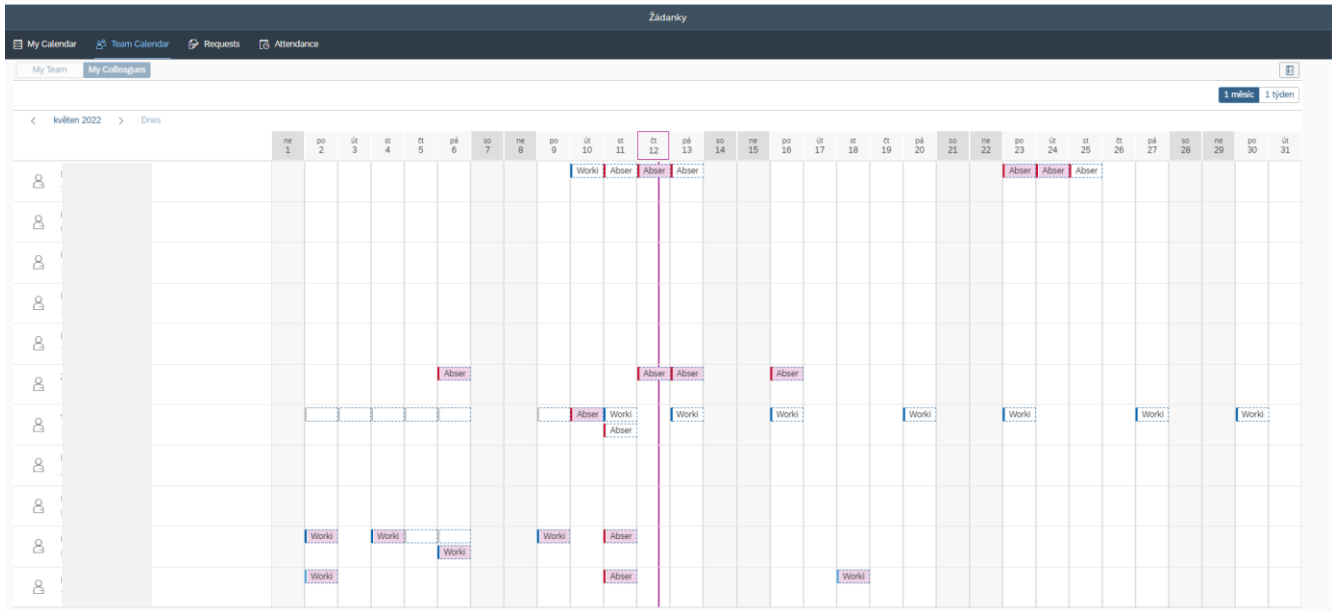 Žádanky
My Calendar Team Calendar Requests Attendance
My Team My Colleagues
1 měsíc 1 týden
květen 2022 Dnes
ne po út st čt pá so ne po út st čt pá so ne po út st čt pá so ne po út st čt pá so ne po út
1 2 3 4 5 6 7 8 9 10 11 12 13 14 15 16 17 18 19 20 21 22 23 24 25 26 27 28 29 30 31
Worki Abser Abser Abser Abser Abser Abser
Abser Abser Abser Abser
Abser Worki Worki Worki Worki Worki Worki Worki
Abser
Worki Worki Worki Abser
Worki
Worki Abser Worki